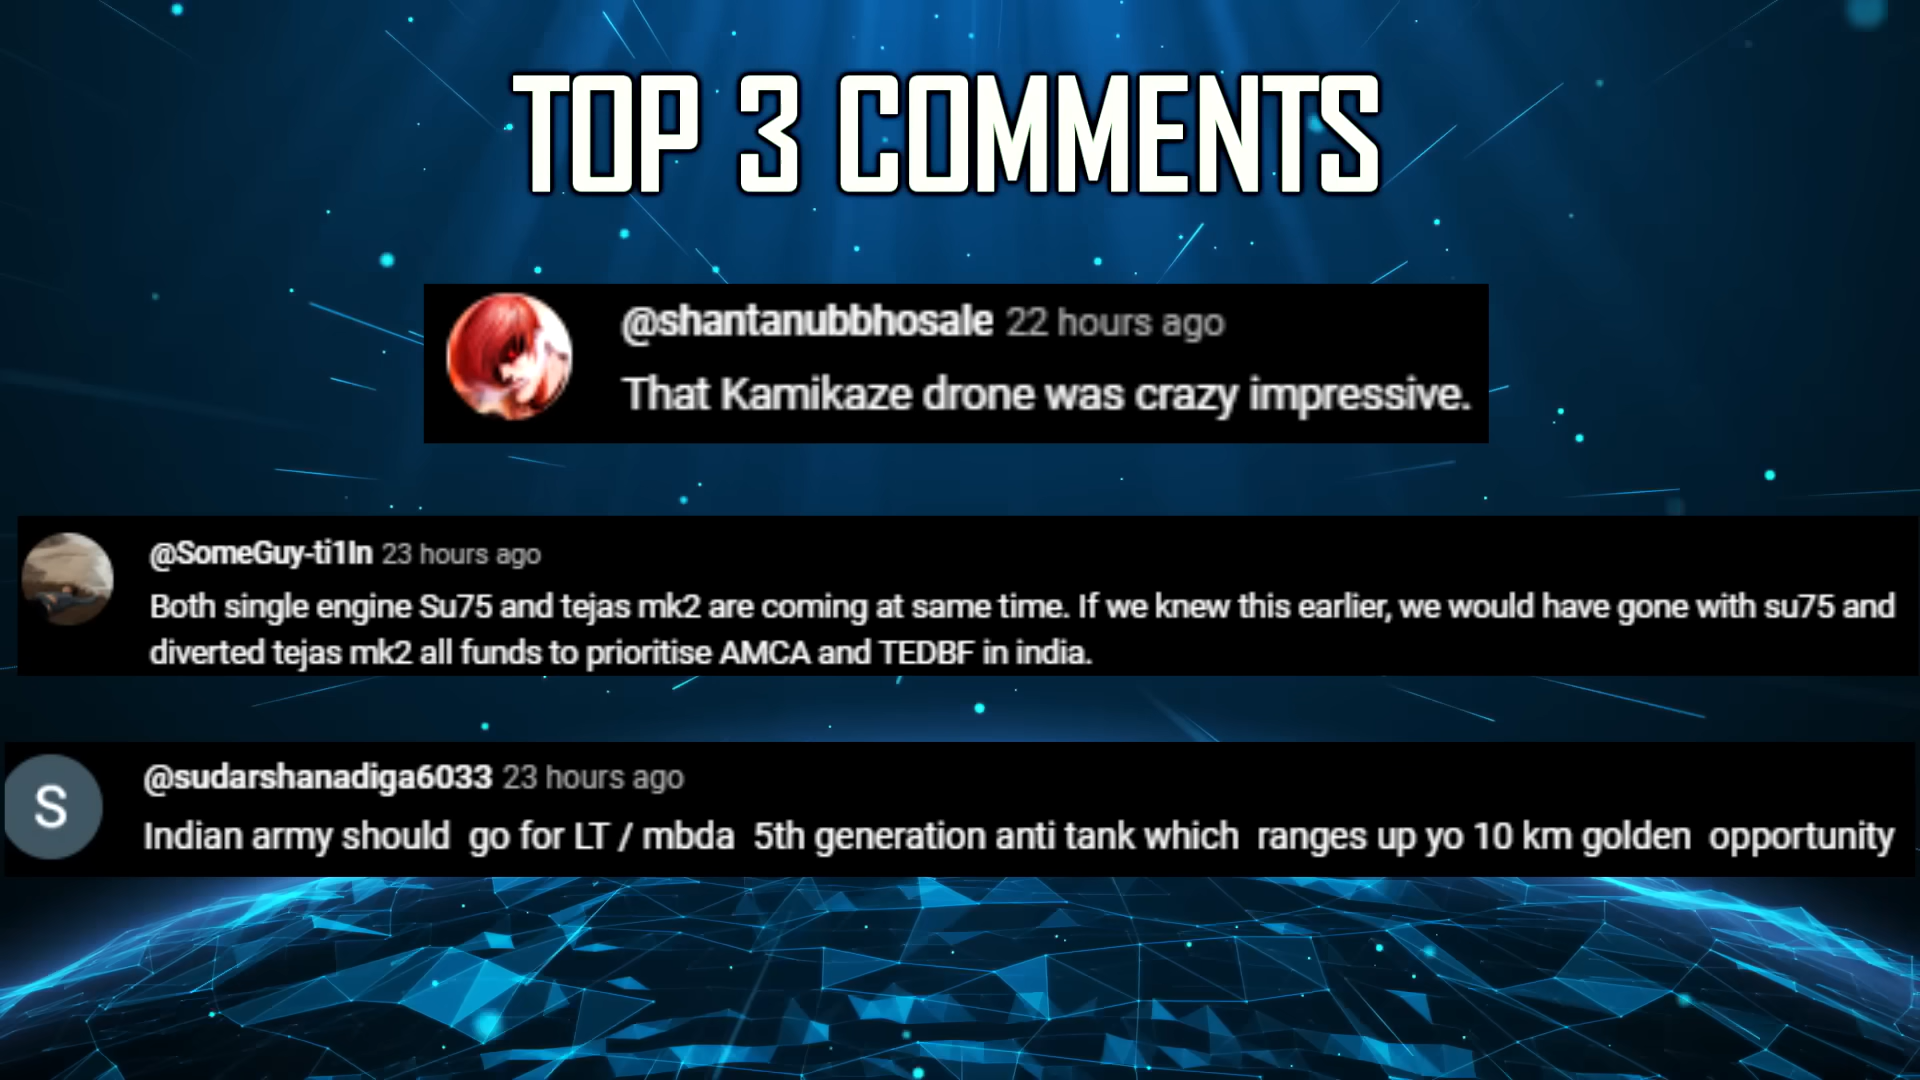 TOP 3 COMMENTS
@shantanubbhosale 22 hours ago
That Kamikaze drone was crazy impressive.
@SomeGuy-ti1ln 23 hours ago
Both single engine Su75 and tejas mk2 are coming at same time. If we knew this earlier, we would have gone with su75 and
diverted tejas mk2 all funds to prioritise AMCA and TEDBF in india.
S
@sudarshanadiga6033 23 hours ago
Indian army should go for LT / mbda 5th generation anti tank which ranges up yo 10 km golden opportunity